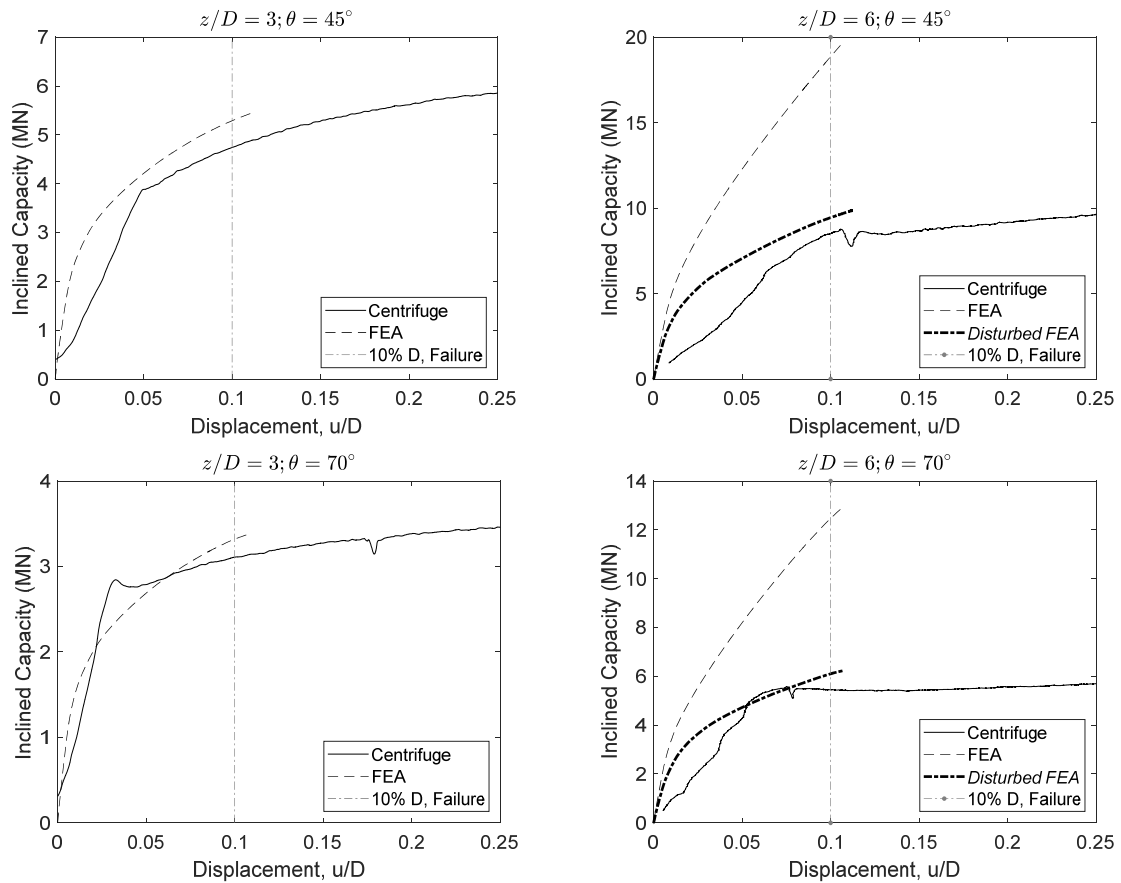 z/D = 3; θ = 45°
7
6
5
4
3
2
1
0
Inclined Capacity (MN)
Centrifuge
FEA
10% D, Failure
0 0.05 0.1 0.15 0.2 0.25
Displacement, u/D
z/D = 6; θ = 45°
20
15
10
5
0
Inclined Capacity (MN)
Centrifuge
FEA
Disturbed FEA
10% D, Failure
0 0.05 0.1 0.15 0.2 0.25
Displacement, u/D
z/D = 3; θ = 70°
4
3
2
1
0
Inclined Capacity (MN)
Centrifuge
FEA
10% D, Failure
0 0.05 0.1 0.15 0.2 0.25
Displacement, u/D
z/D = 6; θ = 70°
14
12
10
8
6
4
2
0
Inclined Capacity (MN)
Centrifuge
FEA
Disturbed FEA
10% D, Failure
0 0.05 0.1 0.15 0.2 0.25
Displacement, u/D